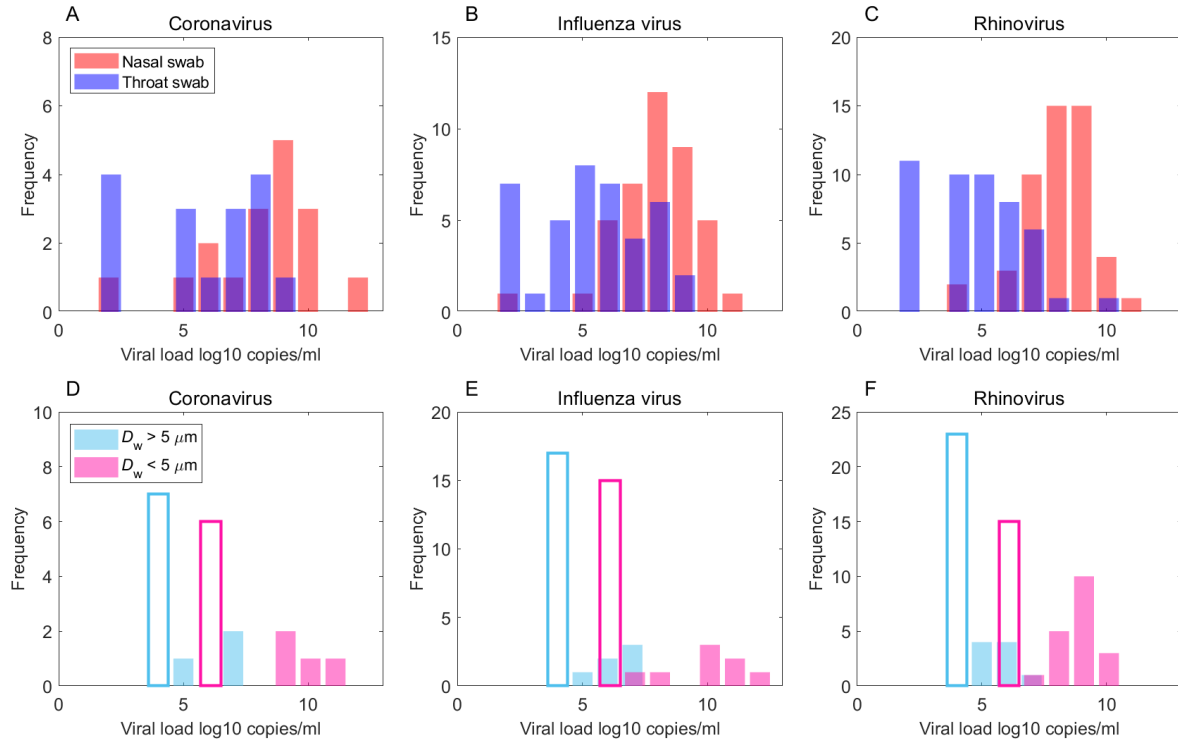 A
Coronavirus
8
6
4
2
0
Frequency
Nasal swab
Throat swab
0
5
10
Viral load log10 copies/ml
B
Influenza virus
15
10
5
0
Frequency
0
5
10
Viral load log10 copies/ml
C
Rhinovirus
20
15
10
5
0
Frequency
0
5
10
Viral load log10 copies/ml
D
Coronavirus
10
8
6
4
2
0
Frequency
Dw > 5 μm
Dw < 5 μm
0
5
10
Viral load log10 copies/ml
E
Influenza virus
20
15
10
5
0
Frequency
0
5
10
Viral load log10 copies/ml
F
Rhinovirus
25
20
15
10
5
0
Frequency
0
5
10
Viral load log10 copies/ml